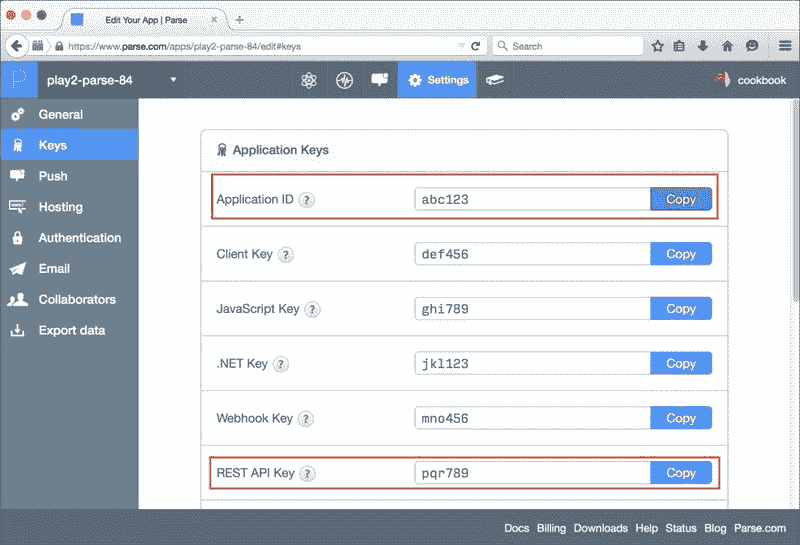 Edit Your App | Parse
https://www.parse.com/apps/play2-parse-84/edit#keys
Search
play2-parse-84
Settings
cookbook
General
Keys
Push
Hosting
Authentication
Email
Collaborators
Export data
Application Keys
Application ID ? abc123 Copy
Client Key ? def456 Copy
JavaScript Key ? ghi789 Copy
.NET Key ? jkl123 Copy
Webhook Key ? mno456 Copy
REST API Key ? pqr789 Copy
Docs Billing Downloads Help Status Blog Parse.com